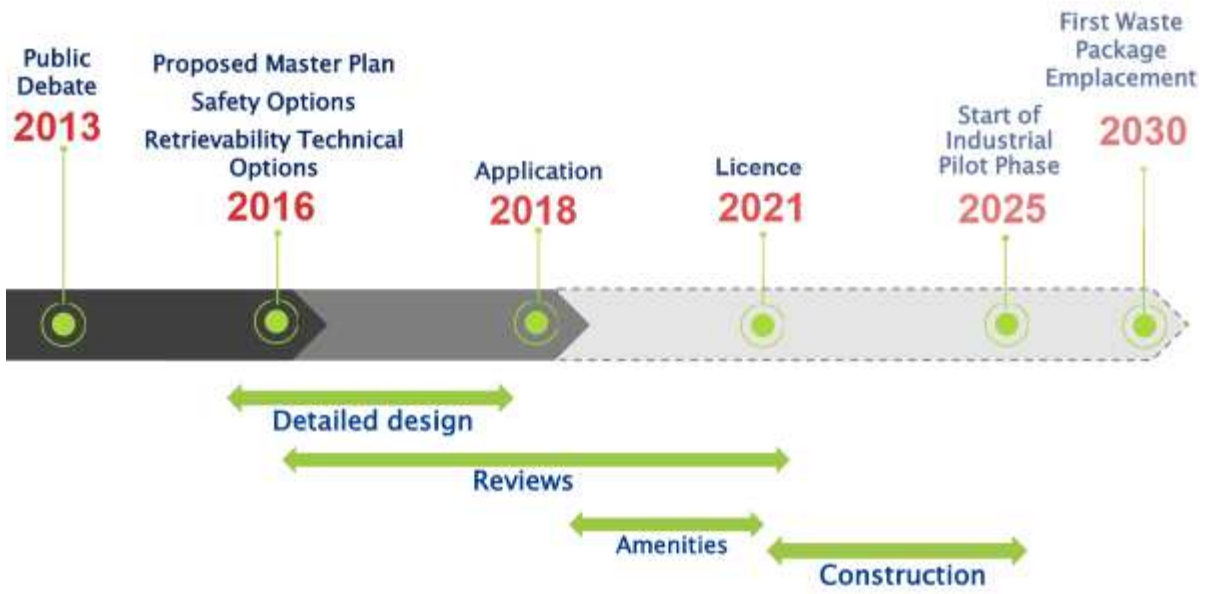 Public
Debate
2013
Proposed Master Plan
Safety Options
Retrievability Technical
Options
2016
Application
2018
Licence
2021
Start of
Industrial
Pilot Phase
2025
First Waste
Package
Emplacement
2030
Detailed design
Reviews
Amenities
Construction